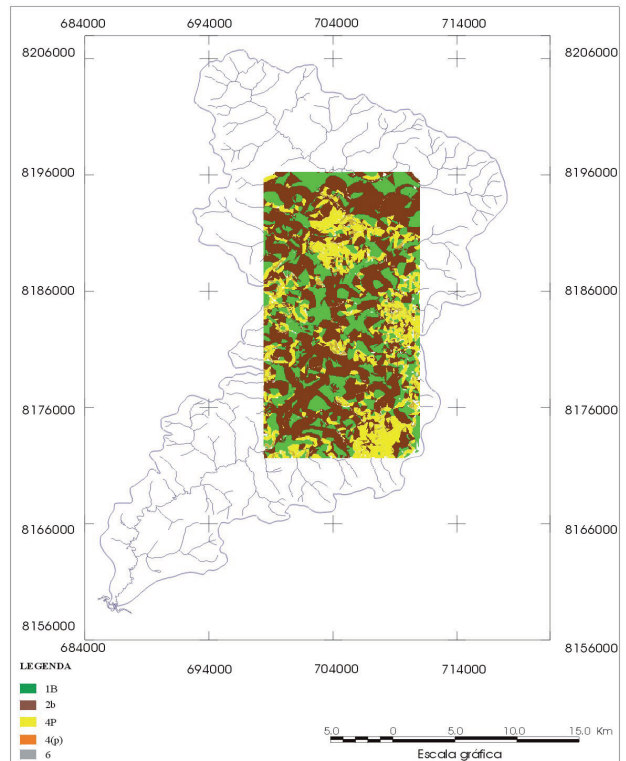 684000 694000 704000 714000
8206000 8206000
8196000 8196000
8186000 8186000
8176000 8176000
8166000 8166000
8156000 8156000
684000 694000 704000 714000
LEGENDA
1B
2b
4P
4(p)
6
5.0 0 5.0 10.0 15.0 Km
Escala gráfica